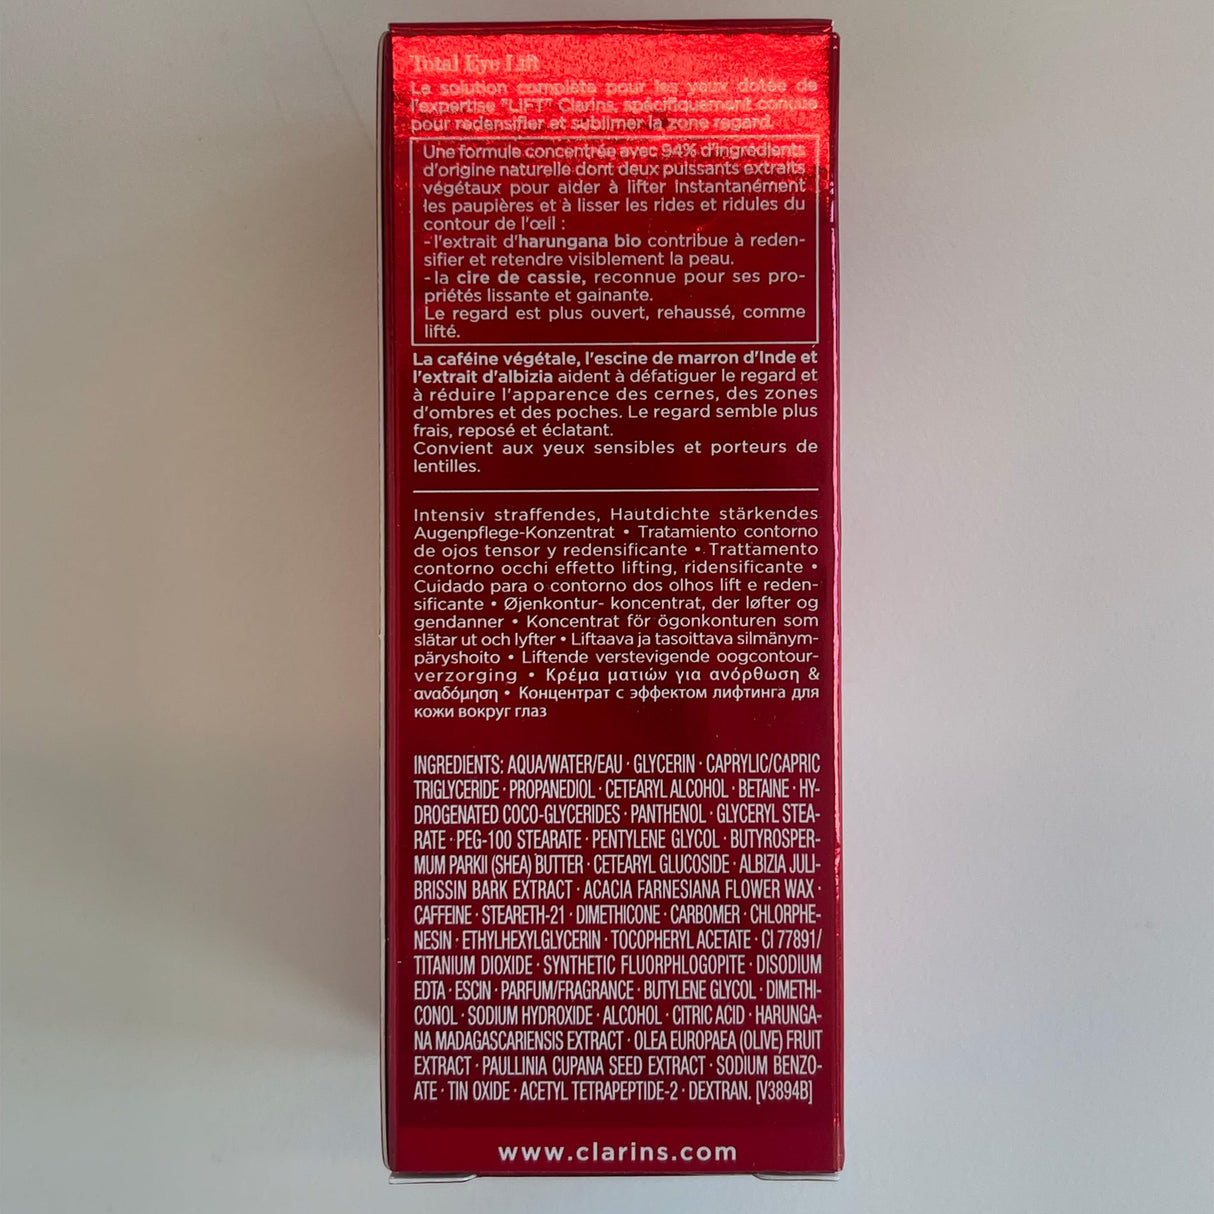 Total Eye Lift
La solution complète pour les yeux dotée de
l'expertise "LIFT" Clarins, spécifiquement conçue
pour redensifier et sublimer la zone regard.
Une formule concentrée avec 94% d'ingrédients
d'origine naturelle dont deux puissants extraits
végétaux pour aider à lifter instantanément
les paupières et à lisser les rides et ridules du
contour de l'œil :
- l'extrait d'harungana bio contribue à reden-
sifier et retendre visiblement la peau.
- la cire de cassie, reconnue pour ses pro-
priétés lissante et gainante.
Le regard est plus ouvert, rehaussé, comme
lifté.
La caféine végétale, l'escine de marron d'Inde et
l'extrait d'albizia aident à défatiguer le regard et
à réduire l'apparence des cernes, des zones
d'ombres et des poches. Le regard semble plus
frais, reposé et éclatant.
Convient aux yeux sensibles et porteurs de
lentilles.
Intensiv straffendes, Hautdichte stärkendes
Augenpflege-Konzentrat • Tratamiento contorno
de ojos tensor y redensificante • Trattamento
contorno occhi effetto lifting, ridensificante •
Cuidado para o contorno dos olhos lift e reden-
sificante • Øjenkontur- koncentrat, der løfter og
gendanner • Koncentrat för ögonkonturen som
slätar ut och lyfter • Liftaava ja tasoittava silmänym-
päryshoito • Liftende verstevigende oogcontour-
verzorging • Κρέμα ματιών για ανόρθωση &
αναδόμηση • Концентрат с эффектом лифтинга для
кожи вокруг глаз
INGREDIENTS: AQUA/WATER/EAU · GLYCERIN · CAPRYLIC/CAPRIC
TRIGLYCERIDE · PROPANEDIOL · CETEARYL ALCOHOL · BETAINE · HY-
DROGENATED COCO-GLYCERIDES · PANTHENOL · GLYCERYL STEA-
RATE · PEG-100 STEARATE · PENTYLENE GLYCOL · BUTYROSPER-
MUM PARKII (SHEA) BUTTER · CETEARYL GLUCOSIDE · ALBIZIA JULI-
BRISSIN BARK EXTRACT · ACACIA FARNESIANA FLOWER WAX ·
CAFFEINE · STEARETH-21 · DIMETHICONE · CARBOMER · CHLORPHE-
NESIN · ETHYLHEXYLGLYCERIN · TOCOPHERYL ACETATE · CI 77891/
TITANIUM DIOXIDE · SYNTHETIC FLUORPHLOGOPITE · DISODIUM
EDTA · ESCIN · PARFUM/FRAGRANCE · BUTYLENE GLYCOL · DIMETHI-
CONOL · SODIUM HYDROXIDE · ALCOHOL · CITRIC ACID · HARUNGA-
NA MADAGASCARIENSIS EXTRACT · OLEA EUROPAEA (OLIVE) FRUIT
EXTRACT · PAULLINIA CUPANA SEED EXTRACT · SODIUM BENZO-
ATE · TIN OXIDE · ACETYL TETRAPEPTIDE-2 · DEXTRAN. [V3894B]
www.clarins.com